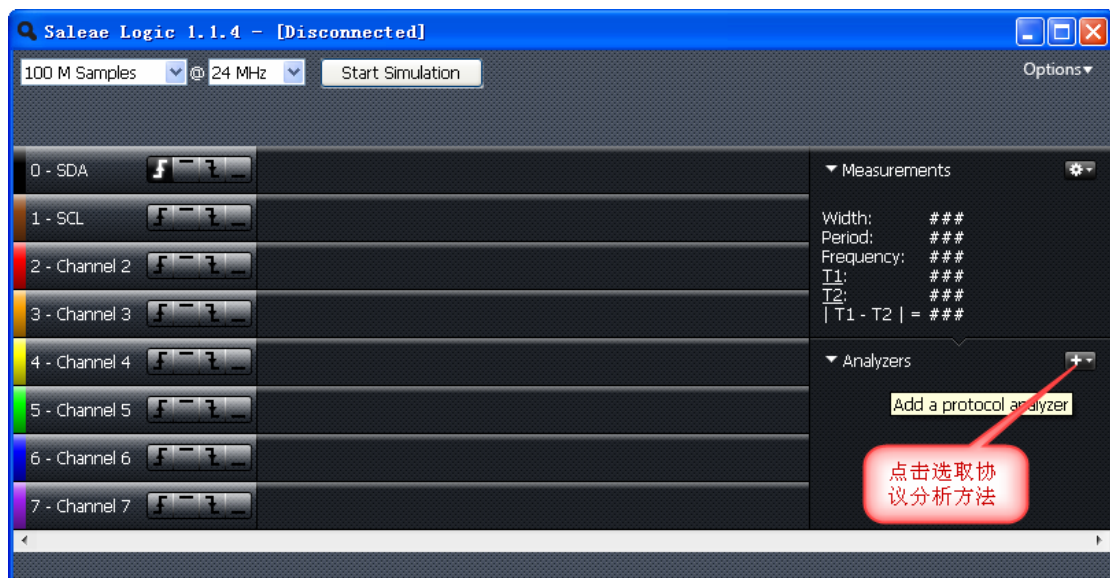 Saleae Logic 1.1.4 - [Disconnected]
100 M Samples @ 24 MHz Start Simulation Options
0 - SDA
1 - SCL
2 - Channel 2
3 - Channel 3
4 - Channel 4
5 - Channel 5
6 - Channel 6
7 - Channel 7
Measurements
Width: ###
Period: ###
Frequency: ###
T1: ###
T2: ###
| T1 - T2 | = ###
Analyzers
Add a protocol analyzer
点击选取协
议分析方法